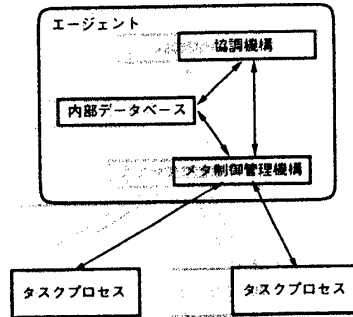 エージェント
協調機構
内部データベース
メタ制御管理機構
タスクプロセス
タスクプロセス